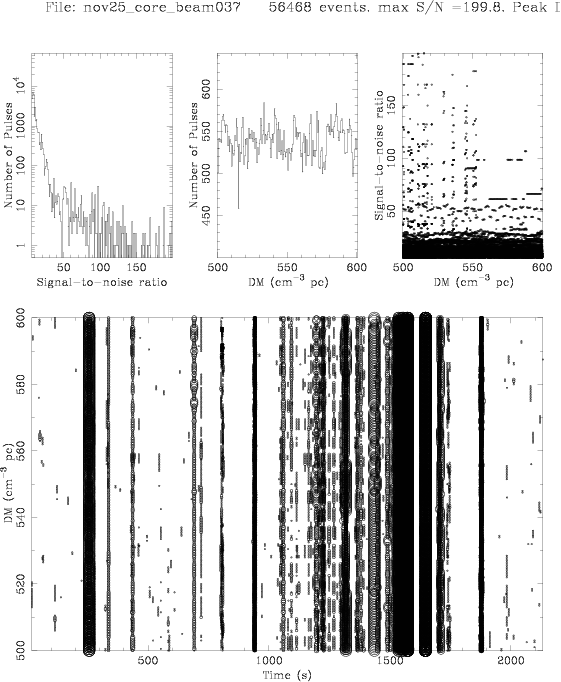 File: nov25_core_beam037 56468 events. max S/N =199.8. Peak
Number of Pulses
10⁴
1000
100
10
1
50 100 150
Signal-to-noise ratio
Number of Pulses
600
550
500
450
500 550 600
DM (cm⁻³ pc)
Signal-to-noise ratio
150
100
50
500 550 600
DM (cm⁻³ pc)
DM (cm⁻³ pc)
600
580
560
540
520
500
500 1000 1500 2000
Time (s)